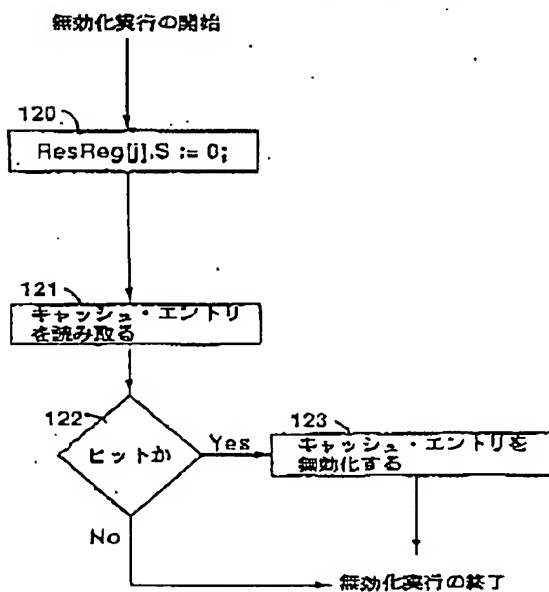 無効化実行の開始
120
ResReg[j].S := 0;
121
キャッシュ・エントリ
を読み取る
122
ヒットか
Yes
123
キャッシュ・エントリを
無効化する
No
無効化実行の終了